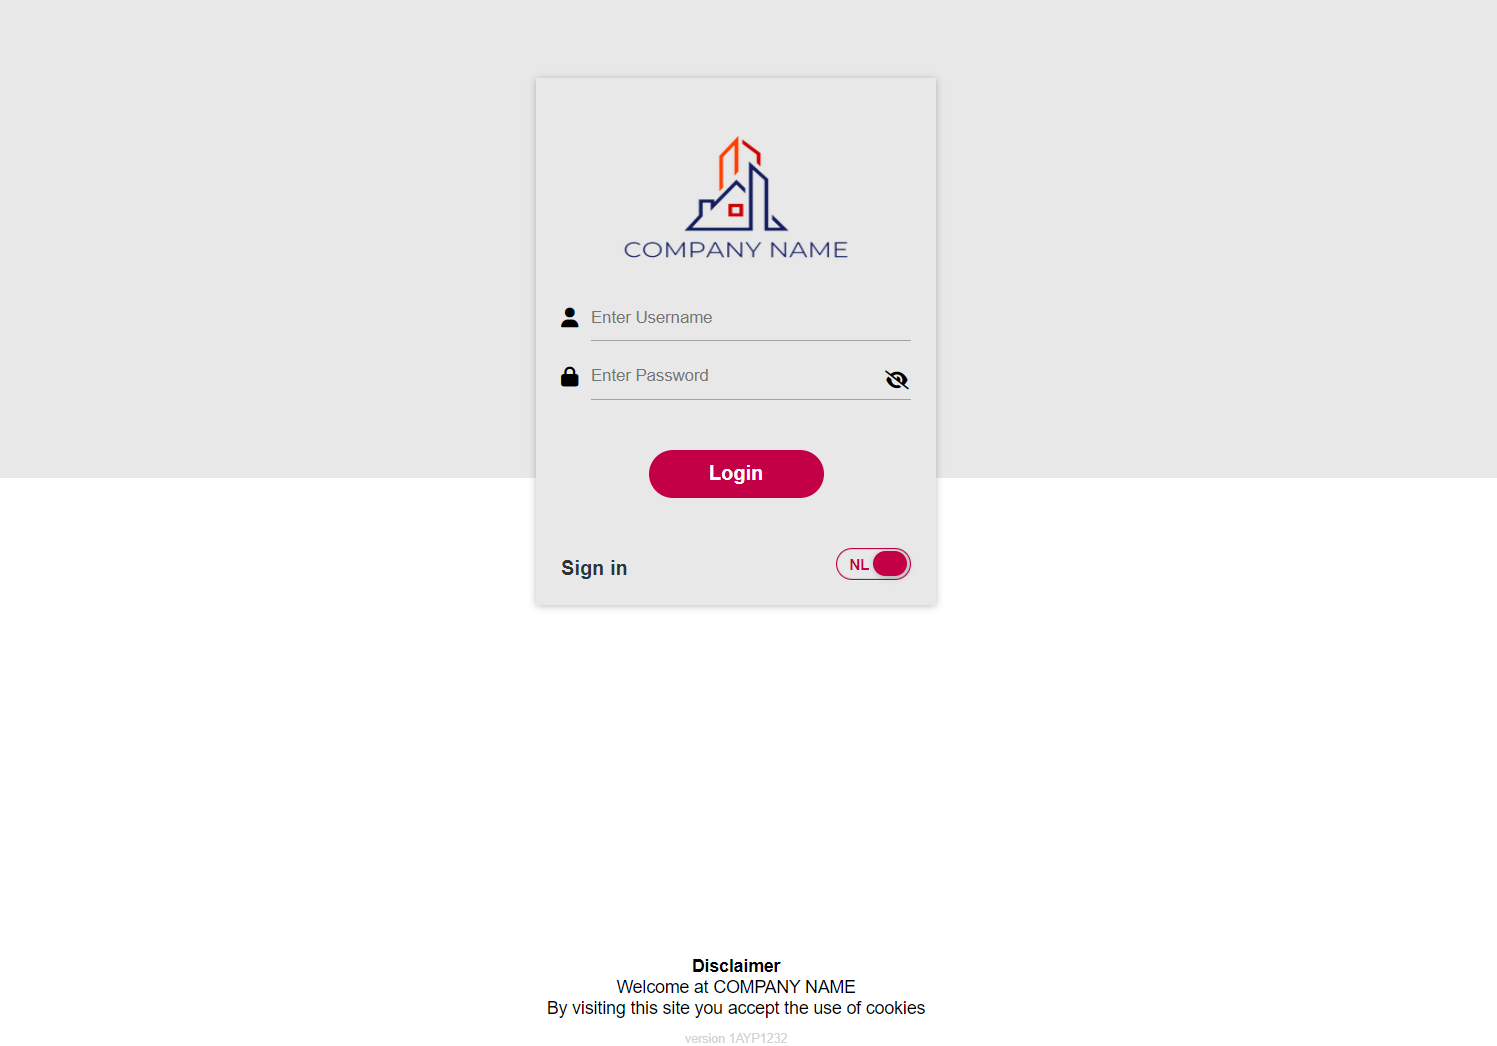 COMPANY NAME
Enter Username
Enter Password
Login
Sign in
NL
Disclaimer
Welcome at COMPANY NAME
By visiting this site you accept the use of cookies
version 1AYP1232